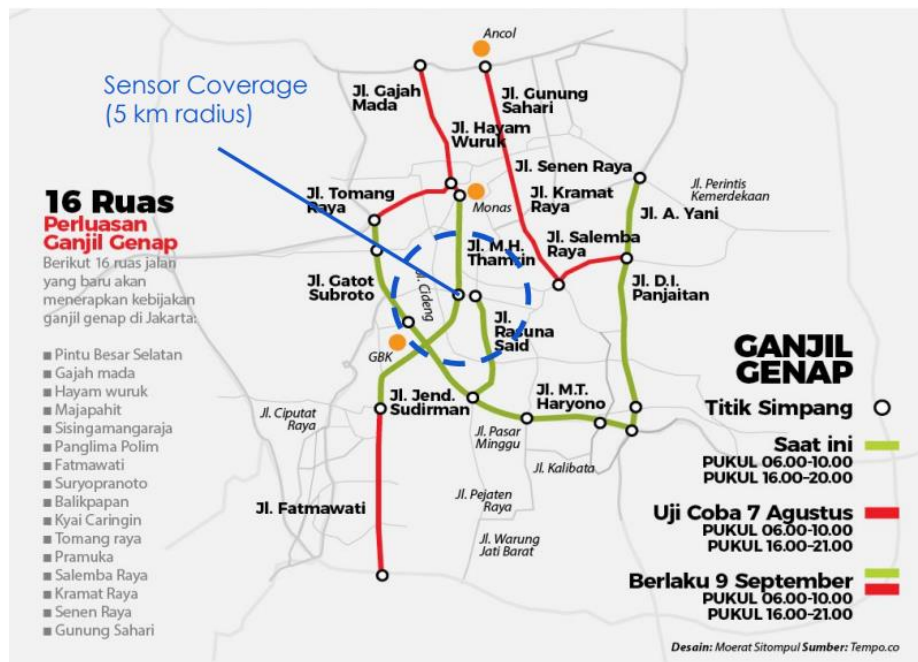 Sensor Coverage
(5 km radius)
Ancol
Jl. Gajah
Mada
Jl. Gunung
Sahari
Jl. Hayam
Wuruk
Jl. Senen Raya
Jl. Tomang
Raya
Monas
Jl. Kramat
Raya
Jl. Perintis
Kemerdekaan
Jl. A. Yani
Jl. Salemba
Raya
Jl. M.H.
Thamrin
Jl. Gatot
Subroto
Jl. Cideng
Jl. D.I.
Panjaitan
Jl.
Rasuna
Said
GBK
Jl. Jend.
Sudirman
Jl. M.T.
Haryono
Jl. Ciputat
Raya
Jl. Pasar
Minggu
Jl. Kalibata
Jl. Fatmawati
Jl. Pejaten
Raya
Jl. Warung
Jati Barat
16 Ruas
Perluasan
Ganjil Genap
Berikut 16 ruas jalan
yang baru akan
menerapkan kebijakan
ganjil genap di Jakarta:
■ Pintu Besar Selatan
■ Gajah mada
■ Hayam wuruk
■ Majapahit
■ Sisingamangaraja
■ Panglima Polim
■ Fatmawati
■ Suryopranoto
■ Balikpapan
■ Kyai Caringin
■ Tomang raya
■ Pramuka
■ Salemba Raya
■ Kramat Raya
■ Senen Raya
■ Gunung Sahari
GANJIL
GENAP
Titik Simpang
Saat ini
PUKUL 06.00-10.00
PUKUL 16.00-20.00
Uji Coba 7 Agustus
PUKUL 06.00-10.00
PUKUL 16.00-21.00
Berlaku 9 September
PUKUL 06.00-10.00
PUKUL 16.00-21.00
Desain: Moerat Sitompul Sumber: Tempo.co